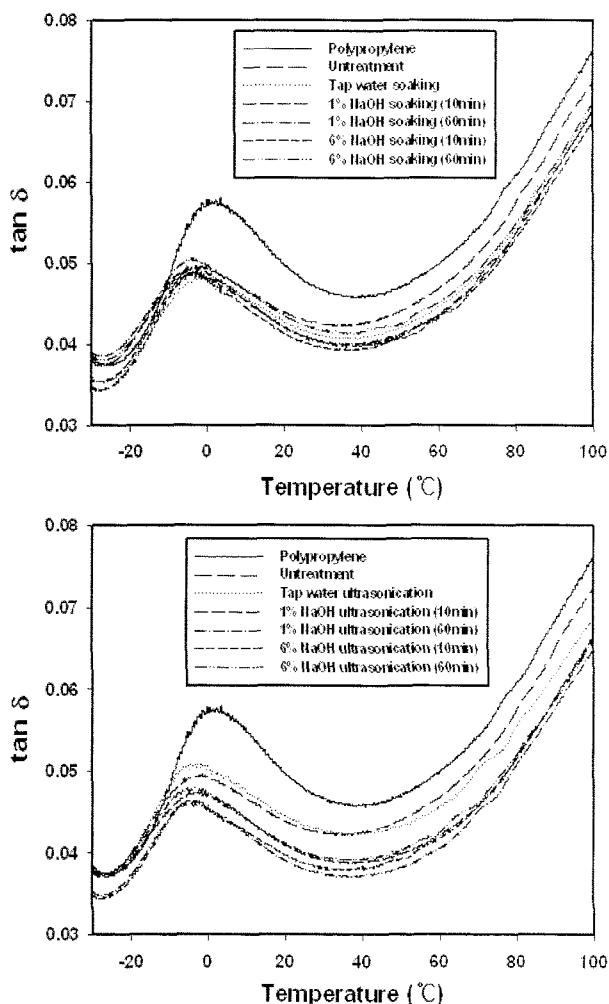 0.08
0.07
0.06
0.05
0.04
0.03
tan δ
Polypropylene
Untreatment
Tap water soaking
1% NaOH soaking (10min)
1% NaOH soaking (60min)
6% NaOH soaking (10min)
6% NaOH soaking (60min)
-20 0 20 40 60 80 100
Temperature (℃)
0.08
0.07
0.06
0.05
0.04
0.03
tan δ
Polypropylene
Untreatment
Tap water ultrasonication
1% NaOH ultrasonication (10min)
1% NaOH ultrasonication (60min)
6% NaOH ultrasonication (10min)
6% NaOH ultrasonication (60min)
-20 0 20 40 60 80 100
Temperature (℃)